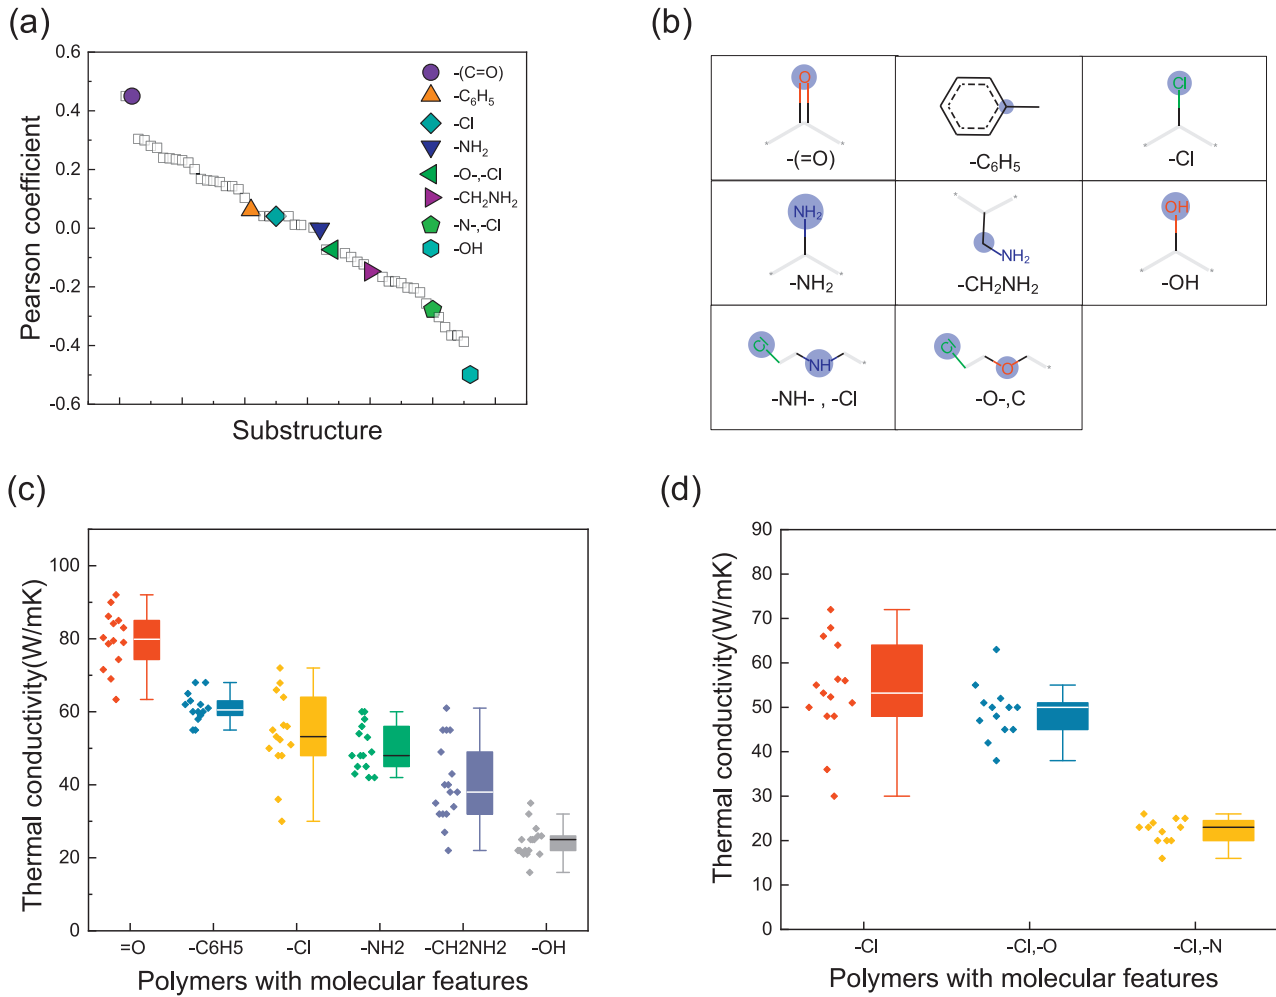 (a)
0.6
0.4
0.2
0.0
-0.2
-0.4
-0.6
Pearson coefficient
Substructure
-(C=O)
-C₆H₅
-Cl
-NH₂
-O-,-Cl
-CH₂NH₂
-N-,-Cl
-OH
(b)
O
-(=O)
-C₆H₅
Cl
-Cl
NH₂
-NH₂
NH₂
-CH₂NH₂
OH
-OH
Cl
NH
-NH- , -Cl
Cl
O
-O-,C
(c)
100
80
60
40
20
0
Thermal conductivity(W/mK)
=O
-C6H5
-Cl
-NH2
-CH2NH2
-OH
Polymers with molecular features
(d)
90
80
70
60
50
40
30
20
10
0
Thermal conductivity(W/mK)
-Cl
-Cl,-O
-Cl,-N
Polymers with molecular features